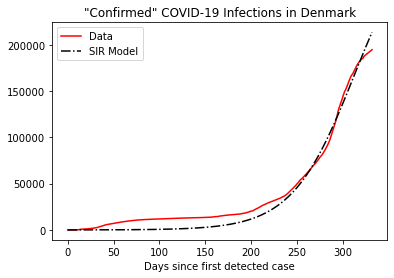 "Confirmed" COVID-19 Infections in Denmark
Data
SIR Model
200000
150000
100000
50000
0
0 50 100 150 200 250 300
Days since first detected case